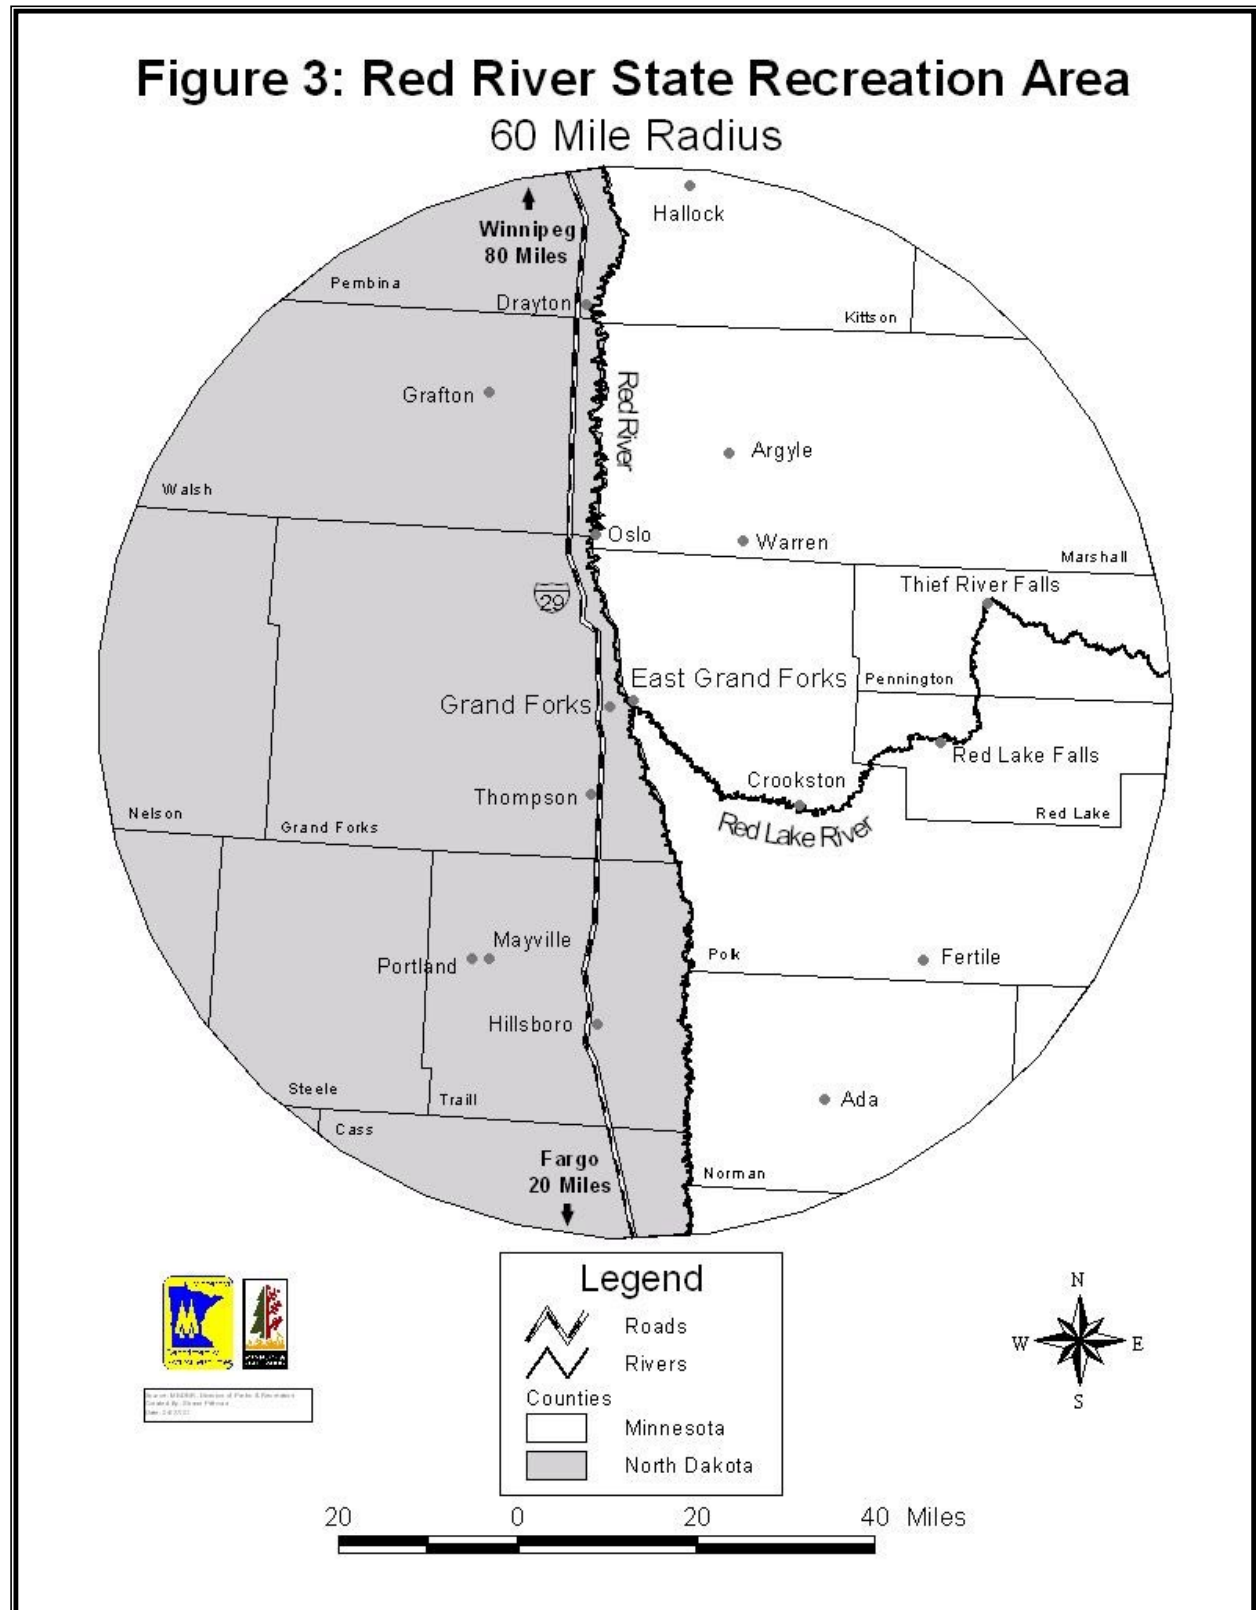 Figure 3: Red River State Recreation Area
60 Mile Radius
Hallock
Winnipeg
80 Miles
Pembina
Drayton
Kittson
Grafton
Red River
Argyle
Walsh
Oslo
Warren
Marshall
Thief River Falls
29
East Grand Forks
Pennington
Grand Forks
Red Lake Falls
Crookston
Thompson
Nelson
Grand Forks
Red Lake River
Red Lake
Mayville
Portland
Polk
Fertile
Hillsboro
Steele
Traill
Ada
Cass
Fargo
20 Miles
Norman
Legend
Roads
Rivers
Counties
Minnesota
North Dakota
N
W
E
S
20 0 20 40 Miles